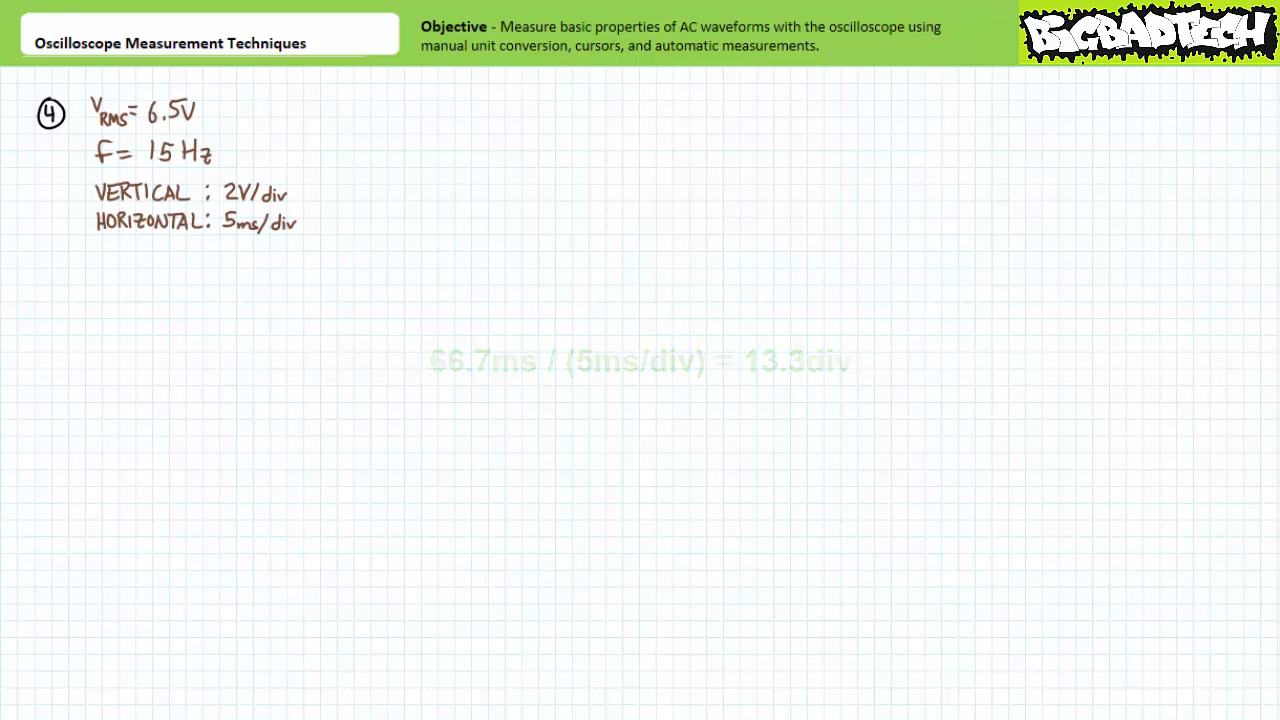 Oscilloscope Measurement Techniques
Objective - Measure basic properties of AC waveforms with the oscilloscope using
manual unit conversion, cursors, and automatic measurements.
BIGBADTECH
4
VRMS= 6.5V
f= 15 Hz
VERTICAL : 2V/div
HORIZONTAL: 5ms/div
66.7ms / (5ms/div) = 13.3div